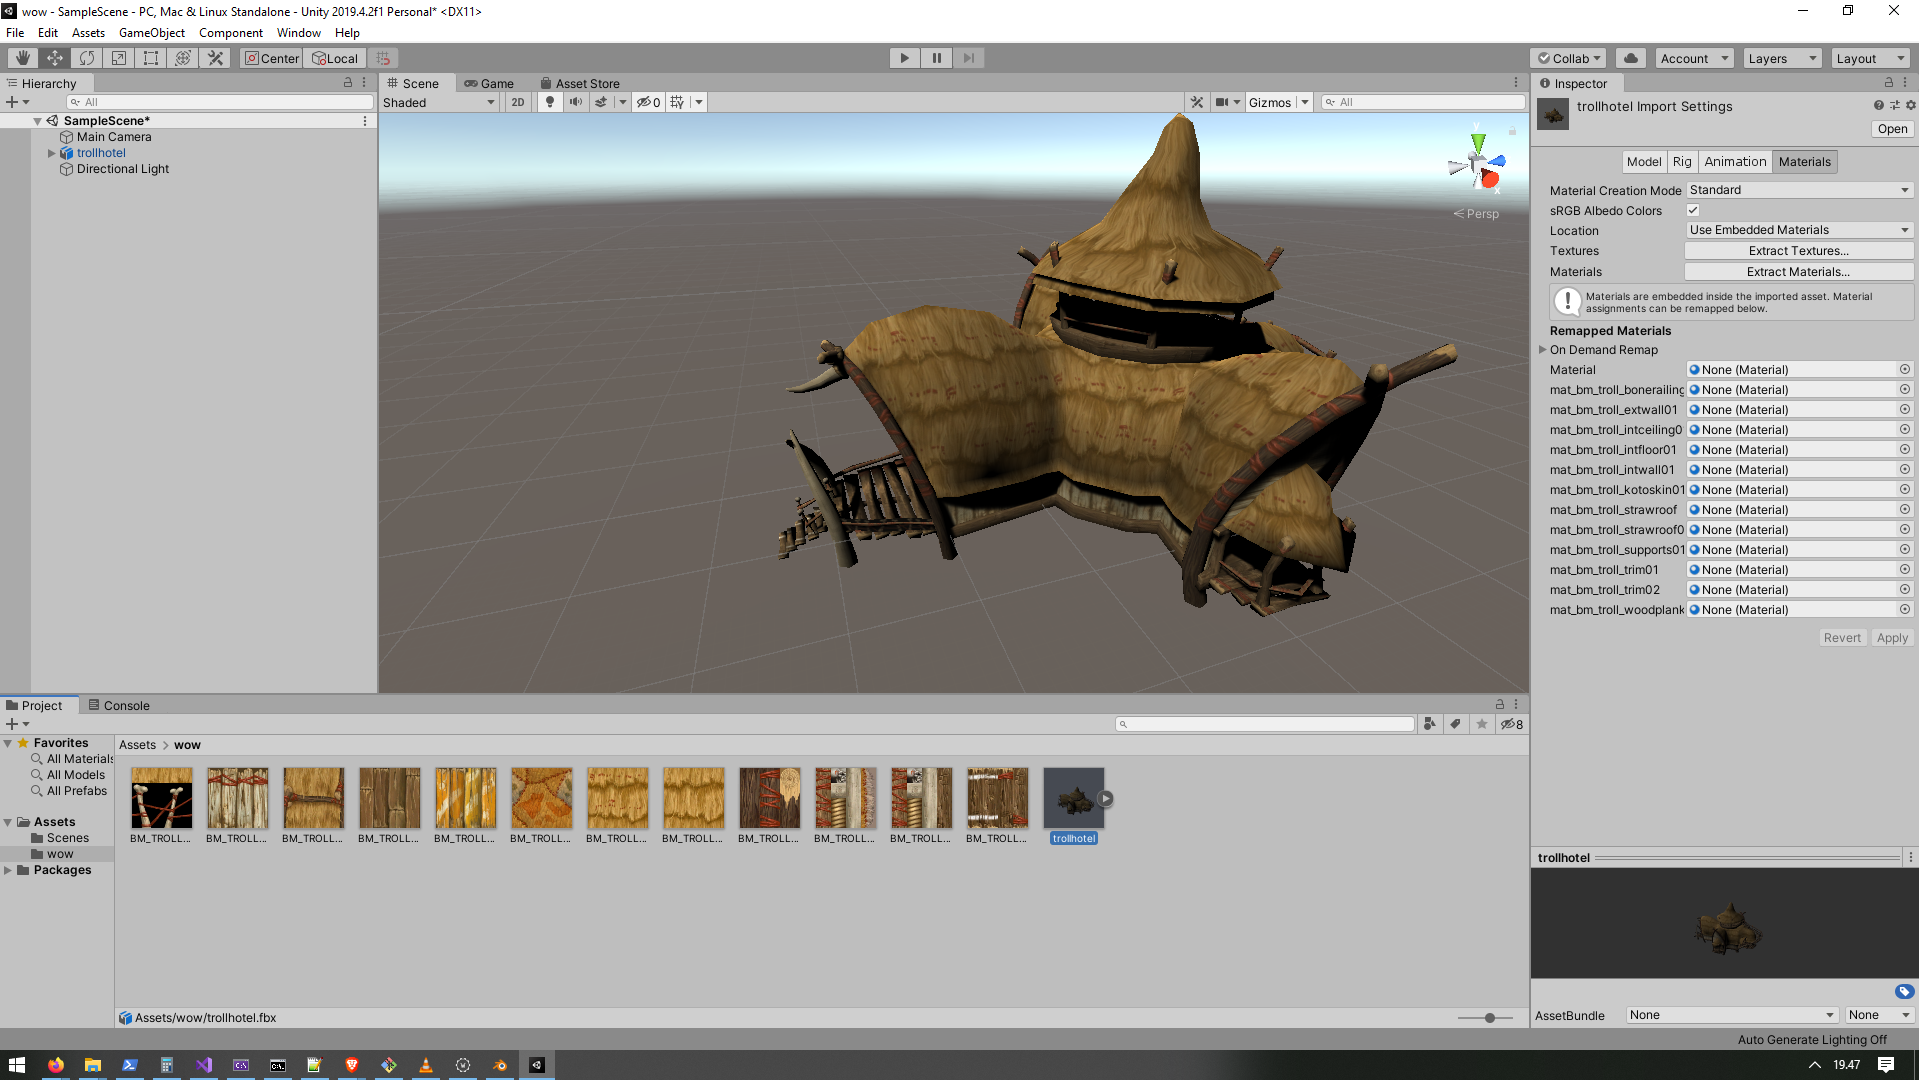 wow - SampleScene - PC, Mac & Linux Standalone - Unity 2019.4.2f1 Personal* <DX11>
File Edit Assets GameObject Component Window Help
Center Local
Collab Account Layers Layout
Hierarchy
All
SampleScene*
Main Camera
trollhotel
Directional Light
Scene Game Asset Store
Shaded 2D 0 Gizmos All
y
x
Persp
Inspector
trollhotel Import Settings
Open
Model Rig Animation Materials
Material Creation Mode Standard
sRGB Albedo Colors
Location Use Embedded Materials
Textures Extract Textures...
Materials Extract Materials...
Materials are embedded inside the imported asset. Material
assignments can be remapped below.
Remapped Materials
On Demand Remap
Material None (Material)
mat_bm_troll_bonerailing None (Material)
mat_bm_troll_extwall01 None (Material)
mat_bm_troll_intceiling0 None (Material)
mat_bm_troll_intfloor01 None (Material)
mat_bm_troll_intwall01 None (Material)
mat_bm_troll_kotoskin01 None (Material)
mat_bm_troll_strawroof None (Material)
mat_bm_troll_strawroof0 None (Material)
mat_bm_troll_supports01 None (Material)
mat_bm_troll_trim01 None (Material)
mat_bm_troll_trim02 None (Material)
mat_bm_troll_woodplank None (Material)
Revert Apply
Project Console
8
Favorites
All Materials
All Models
All Prefabs
Assets
Scenes
wow
Packages
Assets > wow
BM_TROLL... BM_TROLL... BM_TROLL... BM_TROLL... BM_TROLL... BM_TROLL... BM_TROLL... BM_TROLL... BM_TROLL... BM_TROLL... BM_TROLL... BM_TROLL... trollhotel
Assets/wow/trollhotel.fbx
trollhotel
AssetBundle None None
Auto Generate Lighting Off
19.47